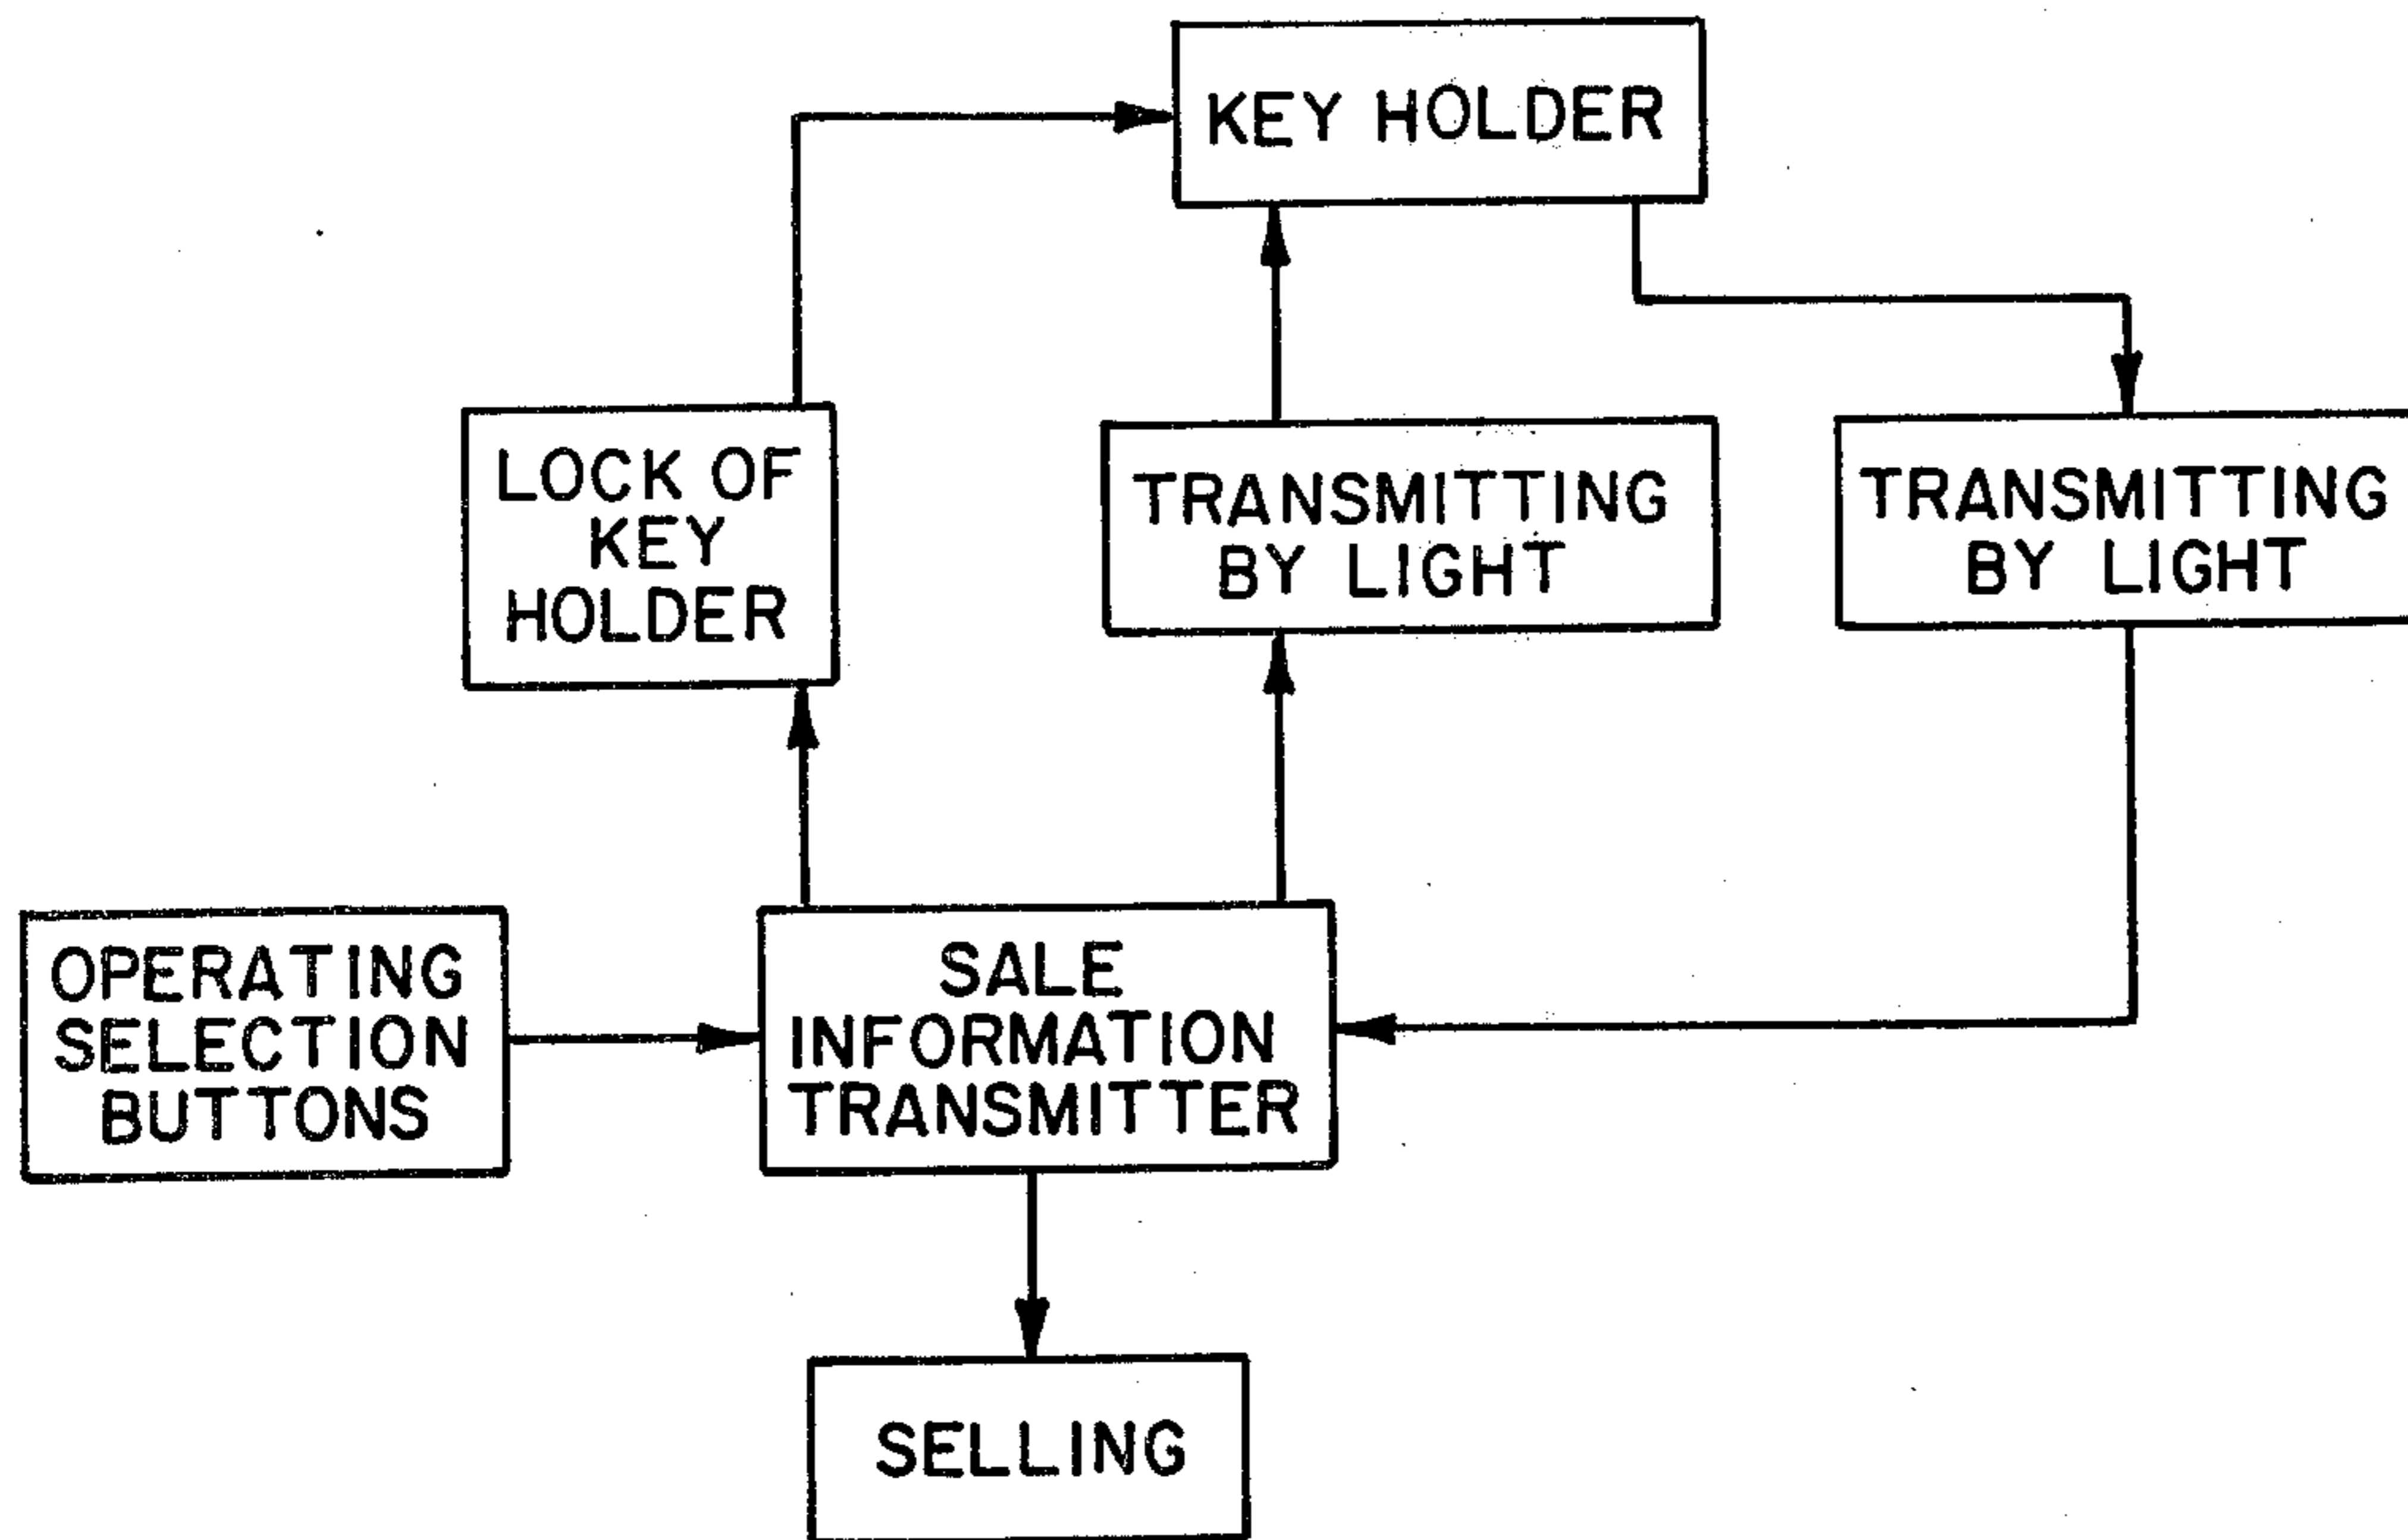 KEY HOLDER
LOCK OF
KEY
HOLDER
TRANSMITTING
BY LIGHT
TRANSMITTING
BY LIGHT
OPERATING
SELECTION
BUTTONS
SALE
INFORMATION
TRANSMITTER
SELLING